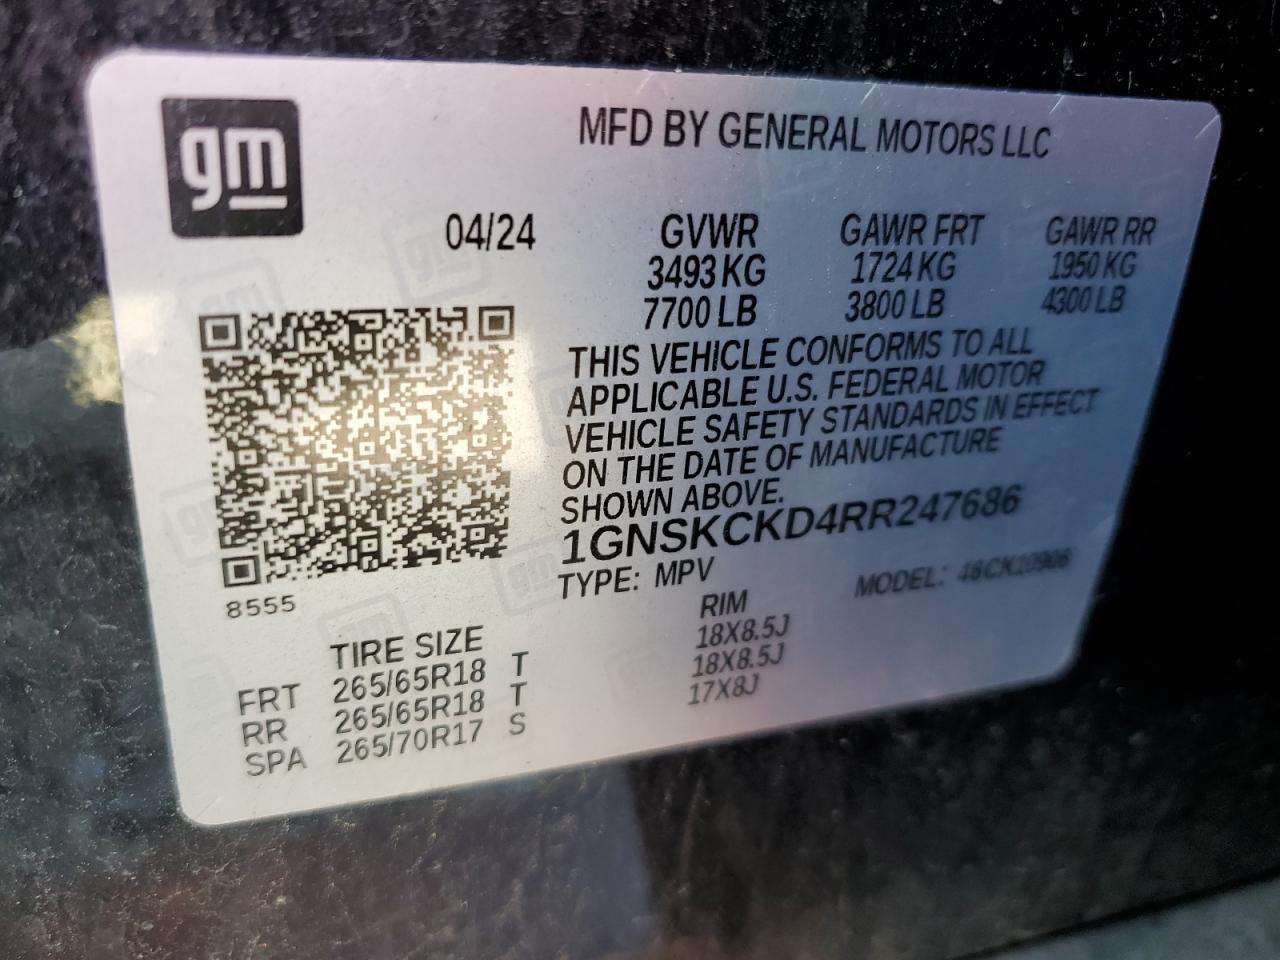 gm
MFD BY GENERAL MOTORS LLC
04/24 GVWR GAWR FRT GAWR RR
3493 KG 1724 KG 1950 KG
7700 LB 3800 LB 4300 LB
THIS VEHICLE CONFORMS TO ALL
APPLICABLE U.S. FEDERAL MOTOR
VEHICLE SAFETY STANDARDS IN EFFECT
ON THE DATE OF MANUFACTURE
SHOWN ABOVE.
1GNSKCKD4RR247686
TYPE: MPV MODEL:
8555
TIRE SIZE RIM
FRT 265/65R18 T 18X8.5J
RR 265/65R18 T 18X8.5J
SPA 265/70R17 S 17X8J